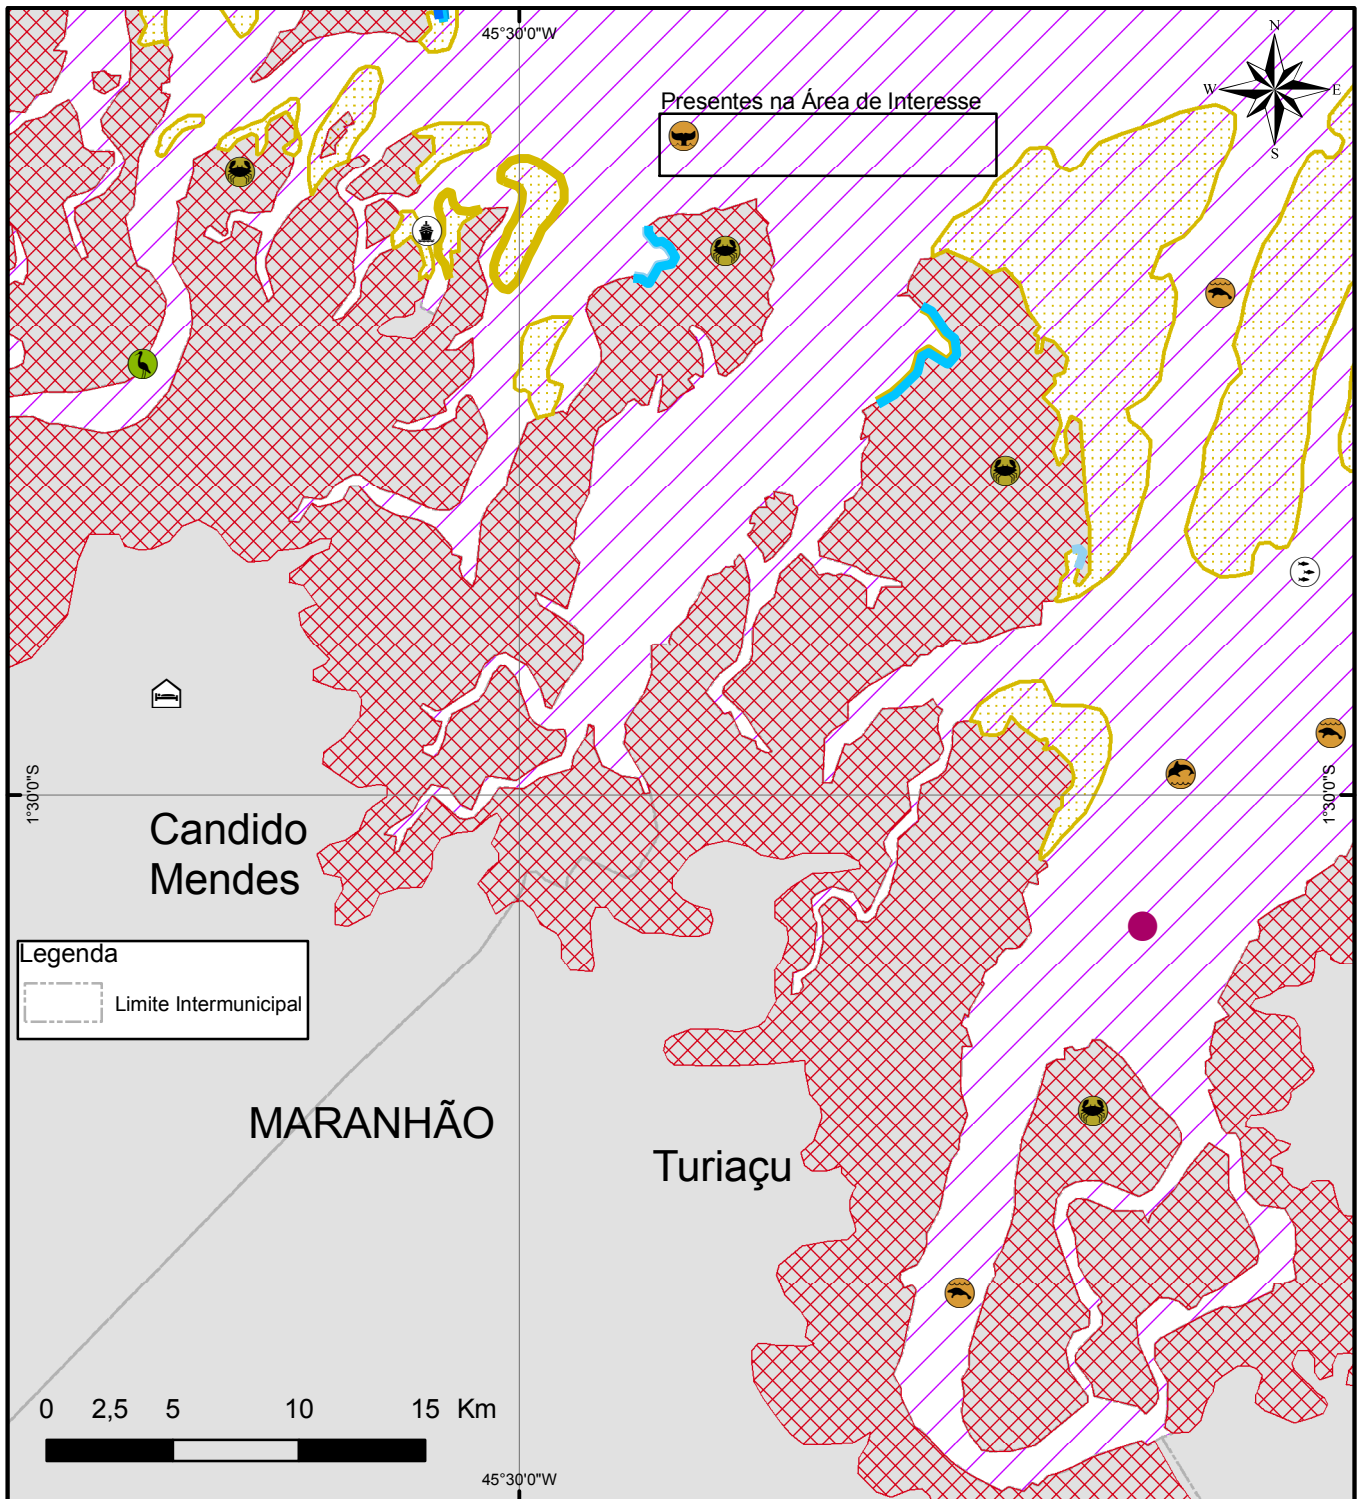 45°30'0"W
N
W
E
S
Presentes na Área de Interesse
1°30'0"S
1°30'0"S
Candido
Mendes
Legenda
Limite Intermunicipal
MARANHÃO
Turiaçu
0 2,5 5 10 15 Km
45°30'0"W